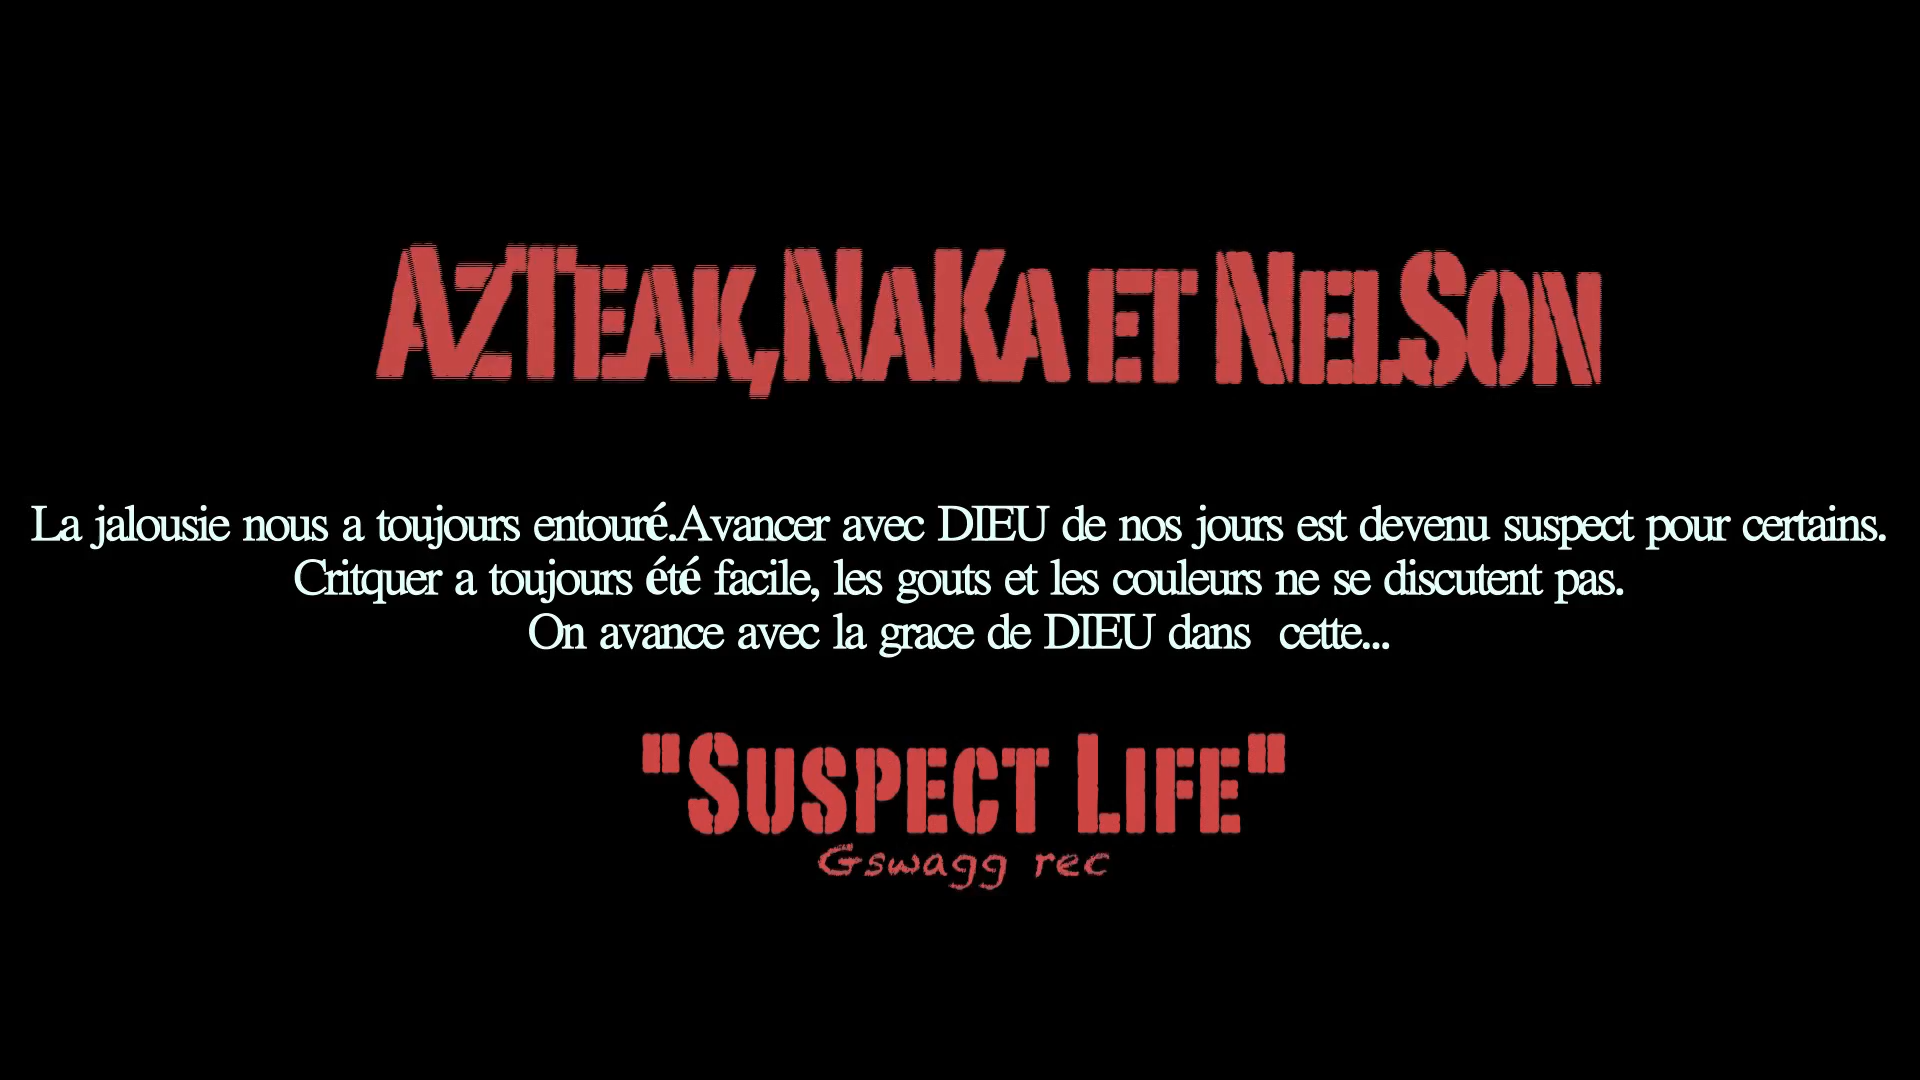 AzTeak,NaKa et NelSon
La jalousie nous a toujours entouré.Avancer avec DIEU de nos jours est devenu suspect pour certains.
Critquer a toujours été facile, les gouts et les couleurs ne se discutent pas.
On avance avec la grace de DIEU dans  cette...
"Suspect Life"
Gswagg rec